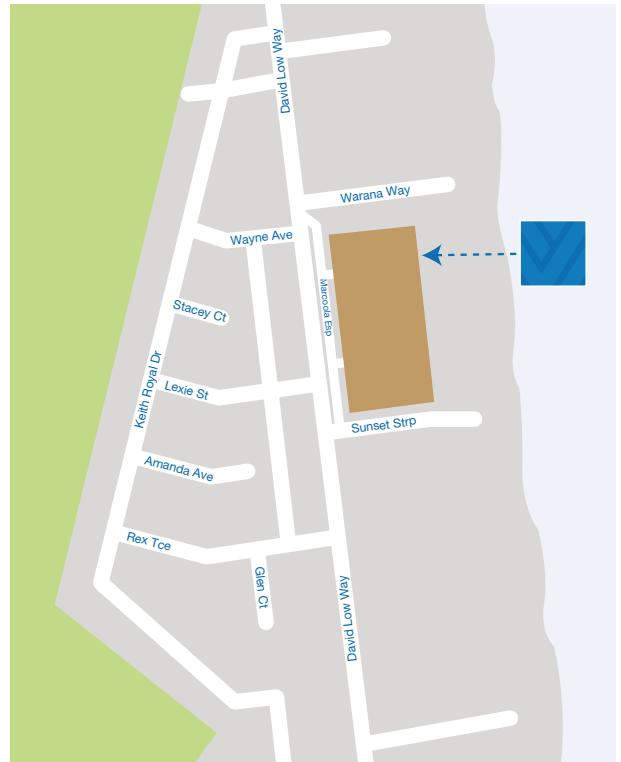 David Low Way
Warana Way
Wayne Ave
Marcoola Esp
Stacey Ct
Keith Royal Dr
Lexie St
Sunset Strp
Amanda Ave
Rex Tce
Glen Ct
David Low Way